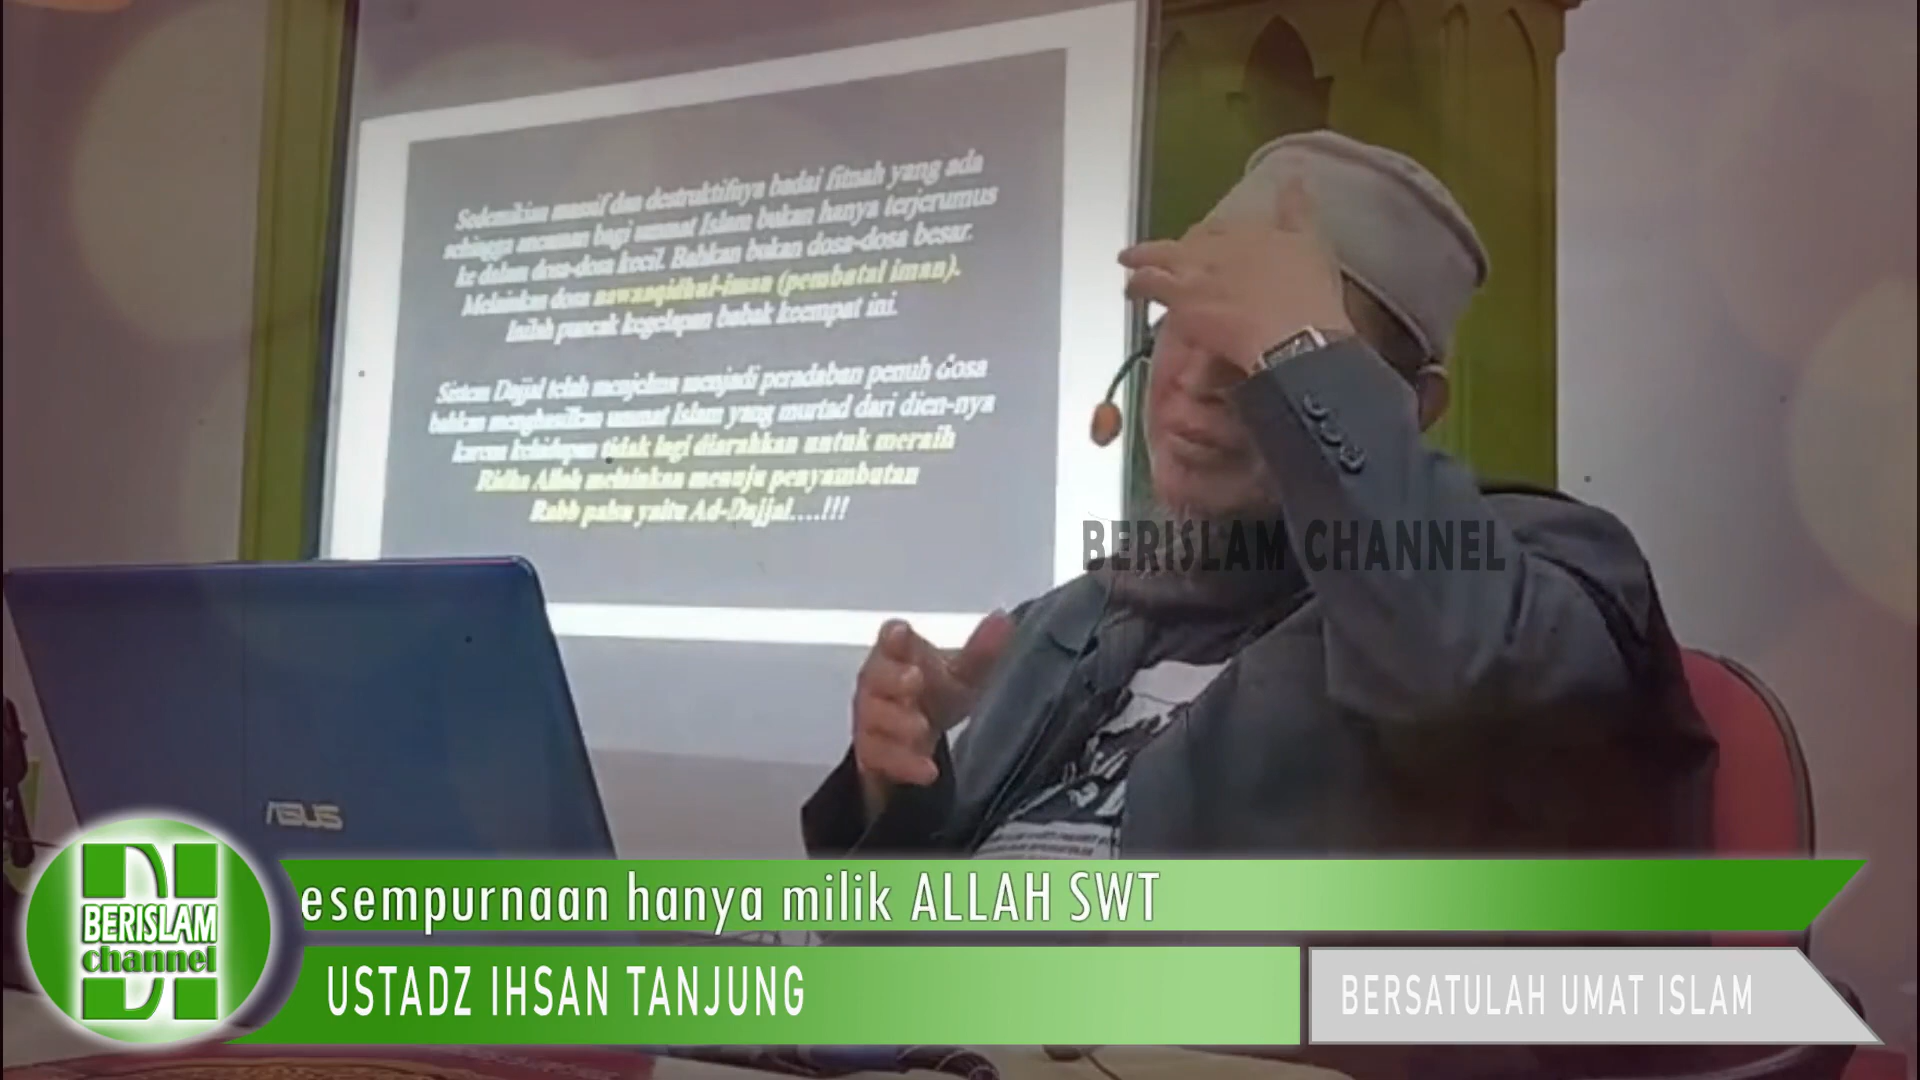 Sedemikian massif dan destruktifnya badai fitnah yang ada
sehingga ancaman bagi ummat Islam bukan hanya terjerumus
ke dalam dosa-dosa kecil. Bahkan bukan dosa-dosa besar.
Melainkan dosa nawaaqidhul-iman (pembatal iman).
Inilah puncak kegelapan babak keempat ini.
Sistem Dajjal telah menjelma menjadi peradaban penuh dosa
bahkan menghasilkan ummat Islam yang murtad dari dien-nya
karena kehidupan tidak lagi diarahkan untuk meraih
Ridha Allah melainkan menuju penyambutan
Rabb palsu yaitu Ad-Dajjal....!!!
BERISLAM CHANNEL
ASUS
esempurnaan hanya milik ALLAH SWT
BERISLAM
channel
USTADZ IHSAN TANJUNG
BERSATULAH UMAT ISLAM